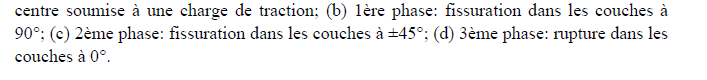 centre soumise à une charge de traction; (b) 1ère phase: fissuration dans les couches à
90°; (c) 2ème phase: fissuration dans les couches à ±45°; (d) 3ème phase: rupture dans les
couches à 0°.